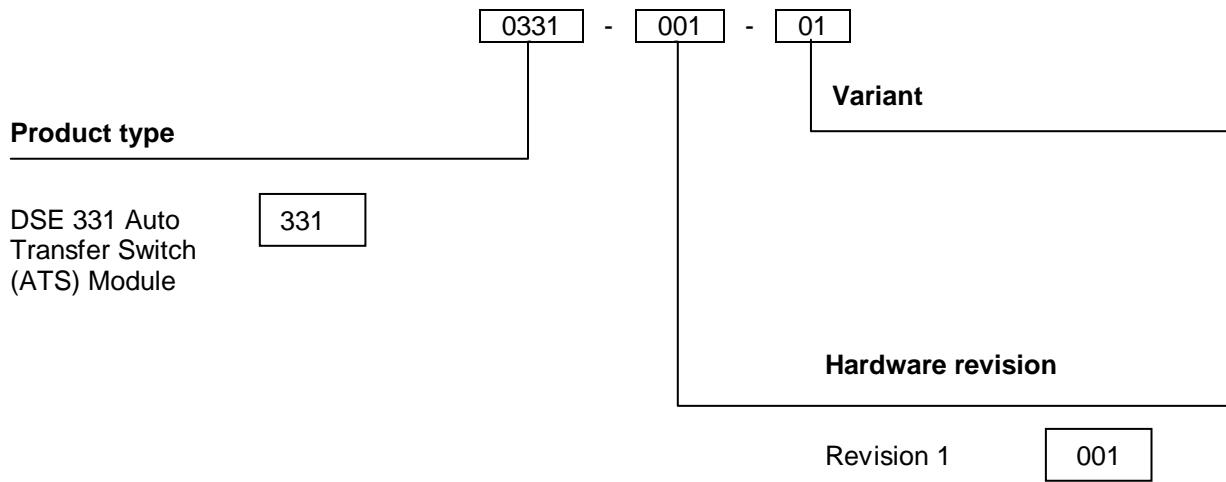 0331 - 001 - 01
Variant
Product type
DSE 331 Auto
Transfer Switch
(ATS) Module
331
Hardware revision
Revision 1
001